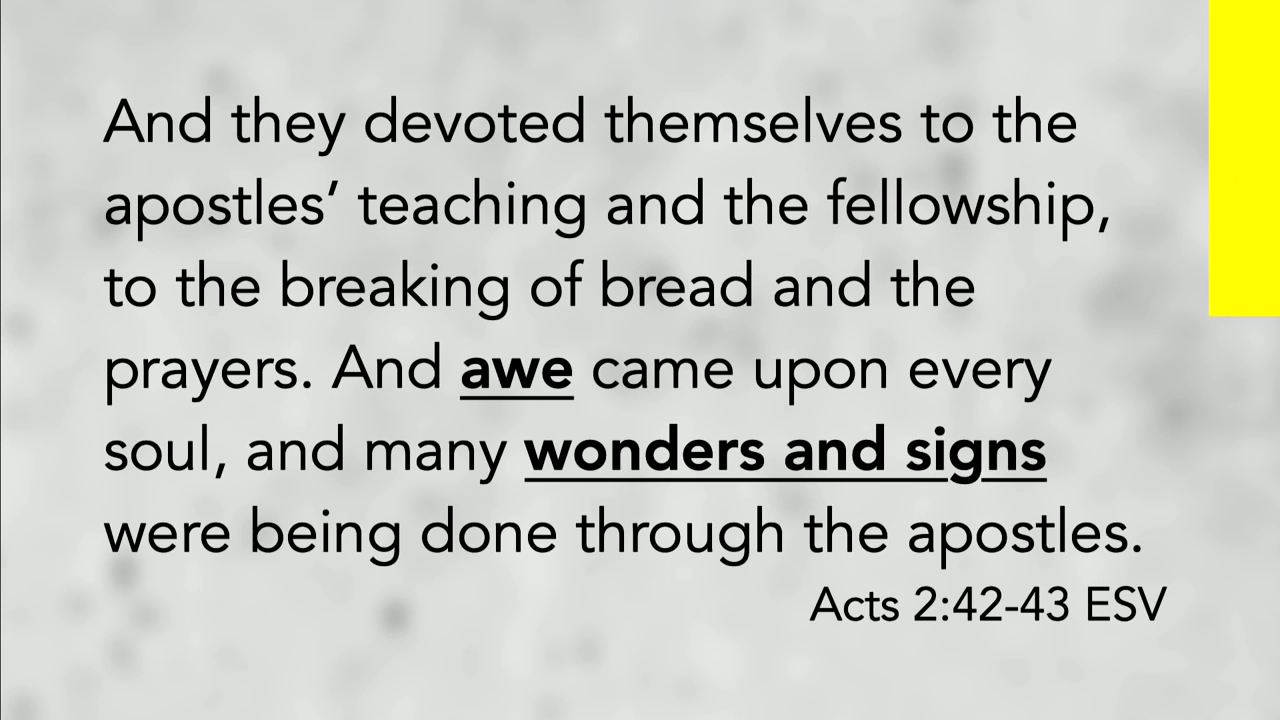 And they devoted themselves to the
apostles’ teaching and the fellowship,
to the breaking of bread and the
prayers. And awe came upon every
soul, and many wonders and signs
were being done through the apostles.
Acts 2:42-43 ESV